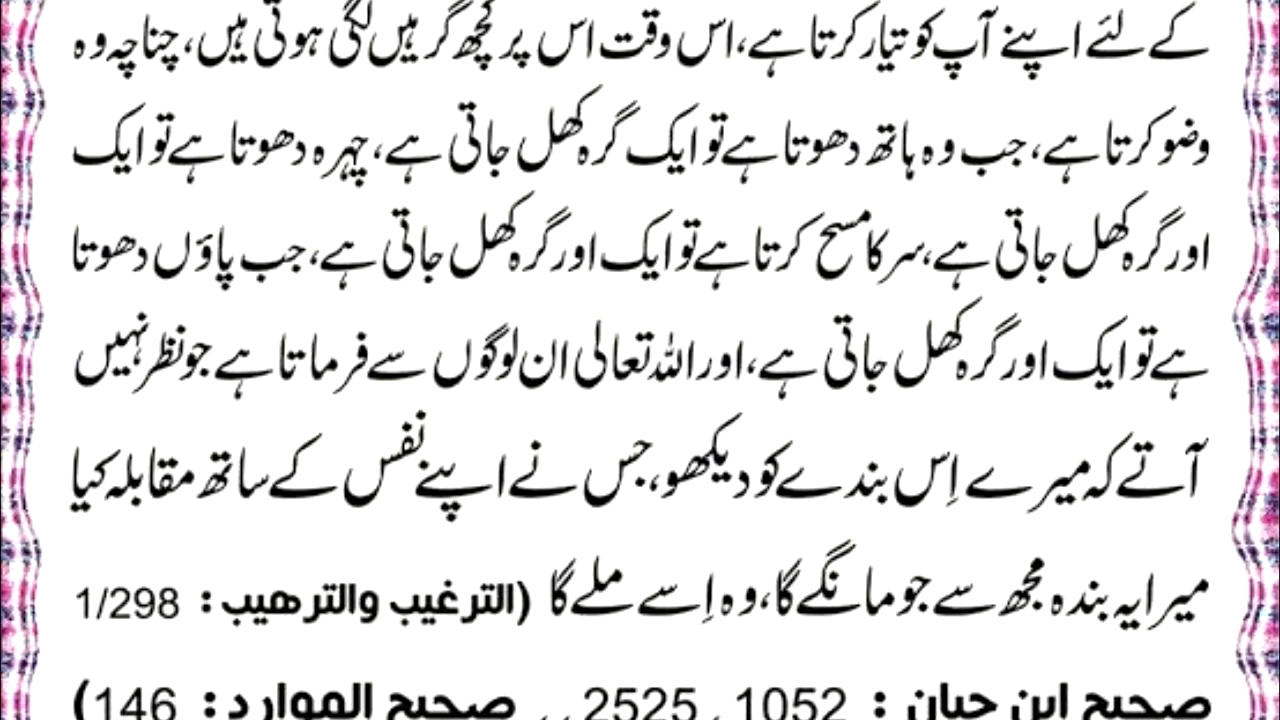 کے لئے اپنے آپ کو تیار کرتا ہے، اس وقت اس پر کچھ گرہیں لگی ہوتی ہیں، چناچہ وہ
وضو کرتا ہے، جب وہ ہاتھ دھوتا ہے تو ایک گرہ کھل جاتی ہے، چہرہ دھوتا ہے تو ایک
اور گرہ کھل جاتی ہے، سر کا مسح کرتا ہے تو ایک اور گرہ کھل جاتی ہے، جب پاؤں دھوتا
ہے تو ایک اور گرہ کھل جاتی ہے، اور اللہ تعالی ان لوگوں سے فرماتا ہے جو نظر نہیں
آتے کہ میرے اِس بندے کو دیکھو، جس نے اپنے نفس کے ساتھ مقابلہ کیا
میرا یہ بندہ مجھ سے جو مانگے گا، وہ اِسے ملے گا (الترغیب والترھیب : 1/298
صحیح ابن حبان : 1052 ، 2525 ، ، صحیح الموارد : 146)